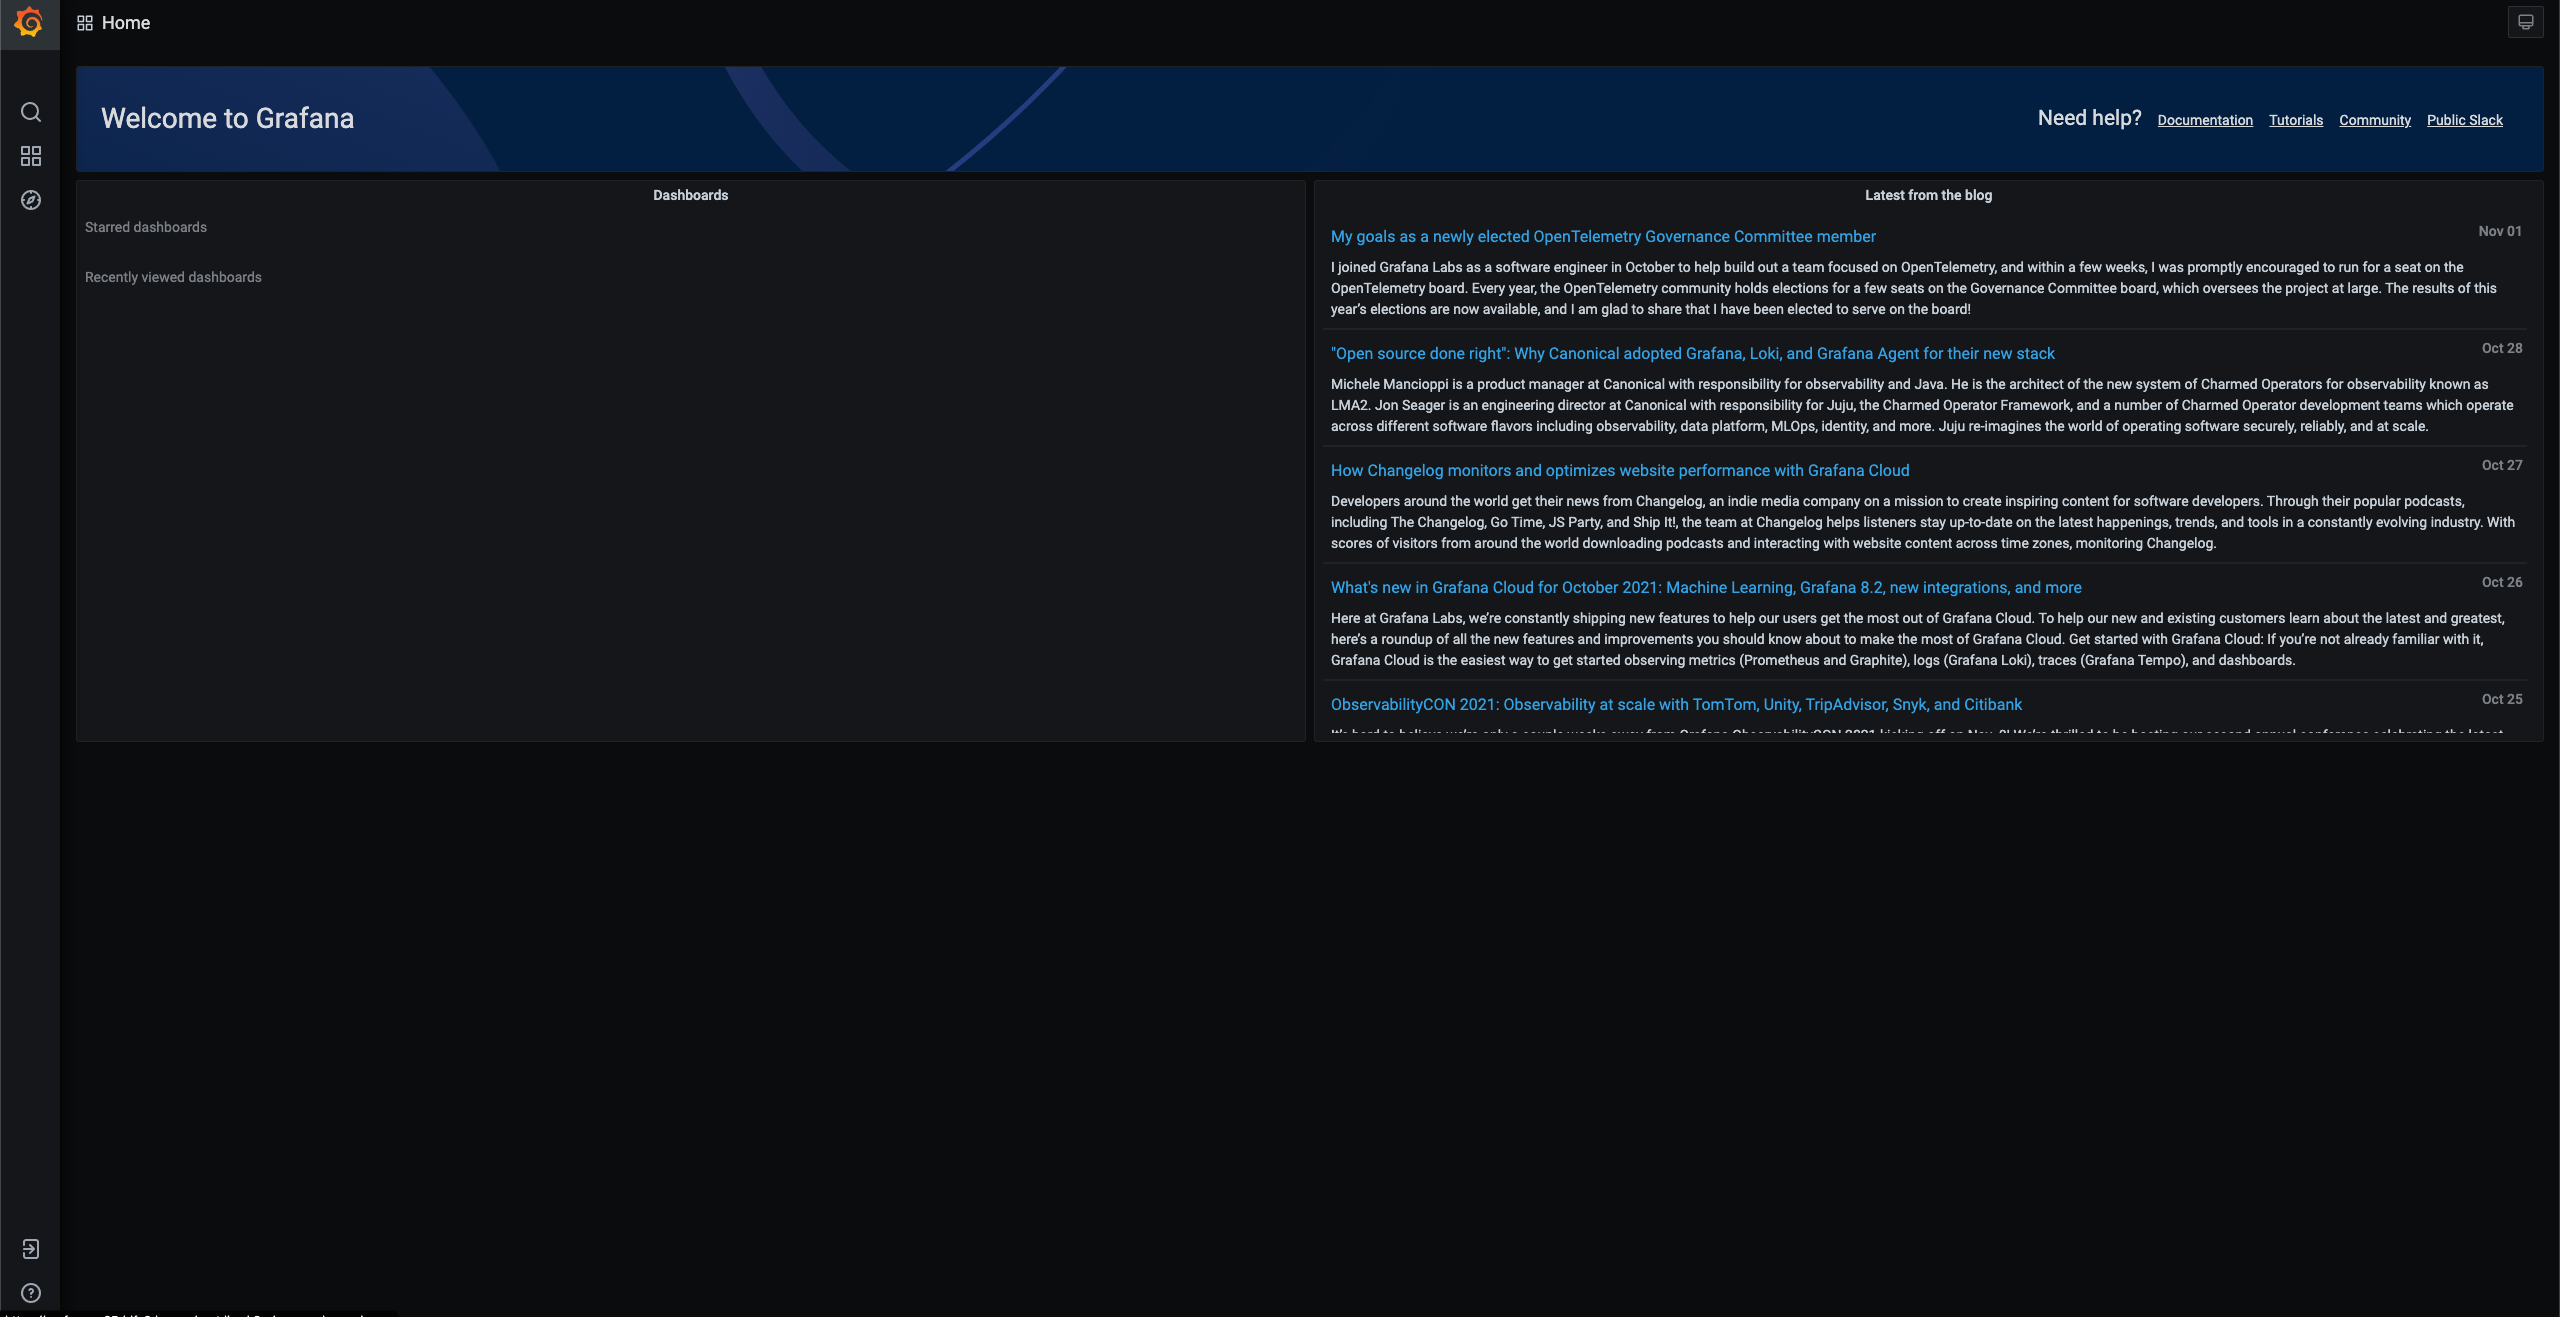 Home
Welcome to Grafana
Need help? Documentation Tutorials Community Public Slack
Dashboards
Starred dashboards
Recently viewed dashboards
Latest from the blog
My goals as a newly elected OpenTelemetry Governance Committee member
Nov 01
I joined Grafana Labs as a software engineer in October to help build out a team focused on OpenTelemetry, and within a few weeks, I was promptly encouraged to run for a seat on the
OpenTelemetry board. Every year, the OpenTelemetry community holds elections for a few seats on the Governance Committee board, which oversees the project at large. The results of this
year’s elections are now available, and I am glad to share that I have been elected to serve on the board!
"Open source done right": Why Canonical adopted Grafana, Loki, and Grafana Agent for their new stack
Oct 28
Michele Mancioppi is a product manager at Canonical with responsibility for observability and Java. He is the architect of the new system of Charmed Operators for observability known as
LMA2. Jon Seager is an engineering director at Canonical with responsibility for Juju, the Charmed Operator Framework, and a number of Charmed Operator development teams which operate
across different software flavors including observability, data platform, MLOps, identity, and more. Juju re-imagines the world of operating software securely, reliably, and at scale.
How Changelog monitors and optimizes website performance with Grafana Cloud
Oct 27
Developers around the world get their news from Changelog, an indie media company on a mission to create inspiring content for software developers. Through their popular podcasts,
including The Changelog, Go Time, JS Party, and Ship It!, the team at Changelog helps listeners stay up-to-date on the latest happenings, trends, and tools in a constantly evolving industry. With
scores of visitors from around the world downloading podcasts and interacting with website content across time zones, monitoring Changelog.
What's new in Grafana Cloud for October 2021: Machine Learning, Grafana 8.2, new integrations, and more
Oct 26
Here at Grafana Labs, we’re constantly shipping new features to help our users get the most out of Grafana Cloud. To help our new and existing customers learn about the latest and greatest,
here’s a roundup of all the new features and improvements you should know about to make the most of Grafana Cloud. Get started with Grafana Cloud: If you’re not already familiar with it,
Grafana Cloud is the easiest way to get started observing metrics (Prometheus and Graphite), logs (Grafana Loki), traces (Grafana Tempo), and dashboards.
ObservabilityCON 2021: Observability at scale with TomTom, Unity, TripAdvisor, Snyk, and Citibank
Oct 25